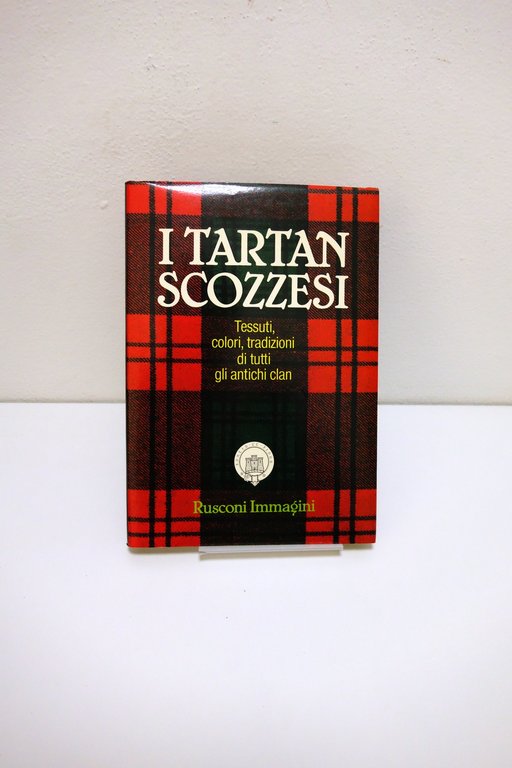 I TARTAN
SCOZZESI
Tessuti,
colori, tradizioni
di tutti
gli antichi clan
Rusconi Immagini